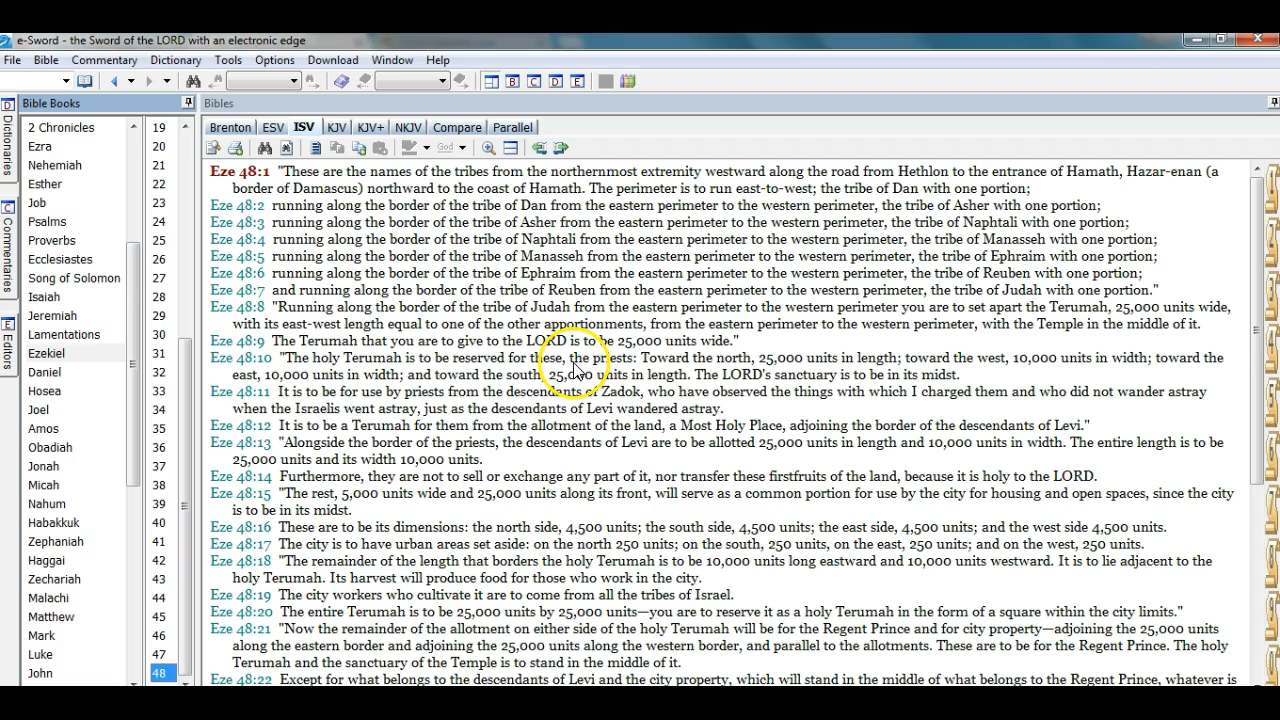 e-Sword - the Sword of the LORD with an electronic edge
File Bible Commentary Dictionary Tools Options Download Window Help
B C D E
Bible Books
Bibles
Dictionaries
Commentaries
Editors
2 Chronicles
Ezra
Nehemiah
Esther
Job
Psalms
Proverbs
Ecclesiastes
Song of Solomon
Isaiah
Jeremiah
Lamentations
Ezekiel
Daniel
Hosea
Joel
Amos
Obadiah
Jonah
Micah
Nahum
Habakkuk
Zephaniah
Haggai
Zechariah
Malachi
Matthew
Mark
Luke
John
19
20
21
22
23
24
25
26
27
28
29
30
31
32
33
34
35
36
37
38
39
40
41
42
43
44
45
46
47
48
Brenton ESV ISV KJV KJV+ NKJV Compare Parallel
God
Eze 48:1 "These are the names of the tribes from the northernmost extremity westward along the road from Hethlon to the entrance of Hamath, Hazar-enan (a
border of Damascus) northward to the coast of Hamath. The perimeter is to run east-to-west; the tribe of Dan with one portion;
Eze 48:2 running along the border of the tribe of Dan from the eastern perimeter to the western perimeter, the tribe of Asher with one portion;
Eze 48:3 running along the border of the tribe of Asher from the eastern perimeter to the western perimeter, the tribe of Naphtali with one portion;
Eze 48:4 running along the border of the tribe of Naphtali from the eastern perimeter to the western perimeter, the tribe of Manasseh with one portion;
Eze 48:5 running along the border of the tribe of Manasseh from the eastern perimeter to the western perimeter, the tribe of Ephraim with one portion;
Eze 48:6 running along the border of the tribe of Ephraim from the eastern perimeter to the western perimeter, the tribe of Reuben with one portion;
Eze 48:7 and running along the border of the tribe of Reuben from the eastern perimeter to the western perimeter, the tribe of Judah with one portion."
Eze 48:8 "Running along the border of the tribe of Judah from the eastern perimeter to the western perimeter you are to set apart the Terumah, 25,000 units wide,
with its east-west length equal to one of the other apportionments, from the eastern perimeter to the western perimeter, with the Temple in the middle of it.
Eze 48:9 The Terumah that you are to give to the LORD is to be 25,000 units wide."
Eze 48:10 "The holy Terumah is to be reserved for these, the priests: Toward the north, 25,000 units in length; toward the west, 10,000 units in width; toward the
east, 10,000 units in width; and toward the south, 25,000 units in length. The LORD's sanctuary is to be in its midst.
Eze 48:11 It is to be for use by priests from the descendants of Zadok, who have observed the things with which I charged them and who did not wander astray
when the Israelis went astray, just as the descendants of Levi wandered astray.
Eze 48:12 It is to be a Terumah for them from the allotment of the land, a Most Holy Place, adjoining the border of the descendants of Levi."
Eze 48:13 "Alongside the border of the priests, the descendants of Levi are to be allotted 25,000 units in length and 10,000 units in width. The entire length is to be
25,000 units and its width 10,000 units.
Eze 48:14 Furthermore, they are not to sell or exchange any part of it, nor transfer these firstfruits of the land, because it is holy to the LORD.
Eze 48:15 "The rest, 5,000 units wide and 25,000 units along its front, will serve as a common portion for use by the city for housing and open spaces, since the city
is to be in its midst.
Eze 48:16 These are to be its dimensions: the north side, 4,500 units; the south side, 4,500 units; the east side, 4,500 units; and the west side 4,500 units.
Eze 48:17 The city is to have urban areas set aside: on the north 250 units; on the south, 250 units, on the east, 250 units; and on the west, 250 units.
Eze 48:18 "The remainder of the length that borders the holy Terumah is to be 10,000 units long eastward and 10,000 units westward. It is to lie adjacent to the
holy Terumah. Its harvest will produce food for those who work in the city.
Eze 48:19 The city workers who cultivate it are to come from all the tribes of Israel.
Eze 48:20 The entire Terumah is to be 25,000 units by 25,000 units—you are to reserve it as a holy Terumah in the form of a square within the city limits."
Eze 48:21 "Now the remainder of the allotment on either side of the holy Terumah will be for the Regent Prince and for city property—adjoining the 25,000 units
along the eastern border and adjoining the 25,000 units along the western border, and parallel to the allotments. These are to be for the Regent Prince. The holy
Terumah and the sanctuary of the Temple is to stand in the middle of it.
Eze 48:22 Except for what belongs to the descendants of Levi and the city property, which will stand in the middle of what belongs to the Regent Prince, whatever is